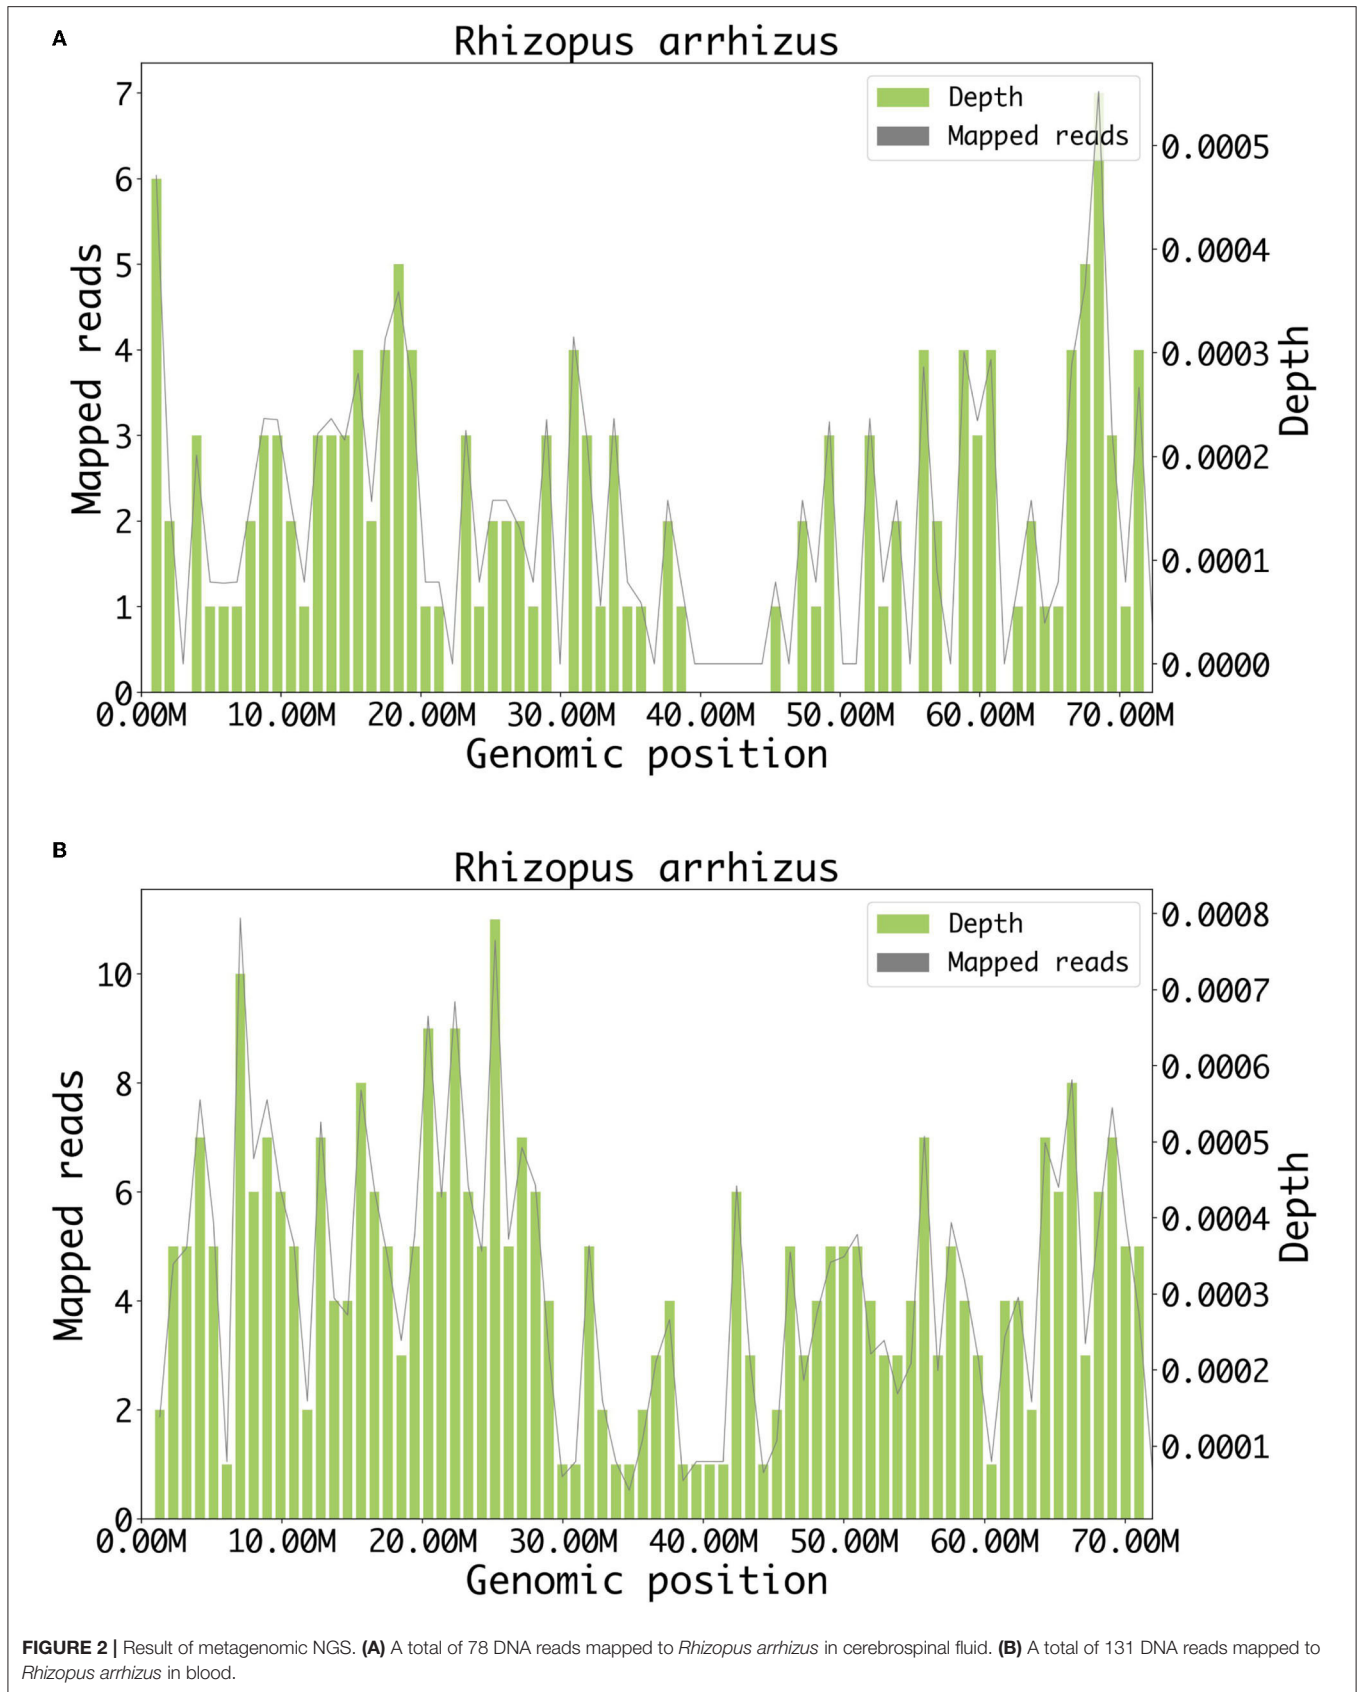 A
Rhizopus arrhizus
Depth
Mapped reads
7
6
5
4
3
2
1
0
Mapped reads
0.0005
0.0004
0.0003
0.0002
0.0001
0.0000
Depth
0.00M 10.00M 20.00M 30.00M 40.00M 50.00M 60.00M 70.00M
Genomic position
B
Rhizopus arrhizus
Depth
Mapped reads
10
8
6
4
2
0
Mapped reads
0.0008
0.0007
0.0006
0.0005
0.0004
0.0003
0.0002
0.0001
Depth
0.00M 10.00M 20.00M 30.00M 40.00M 50.00M 60.00M 70.00M
Genomic position
FIGURE 2 | Result of metagenomic NGS. (A) A total of 78 DNA reads mapped to Rhizopus arrhizus in cerebrospinal fluid. (B) A total of 131 DNA reads mapped to
Rhizopus arrhizus in blood.